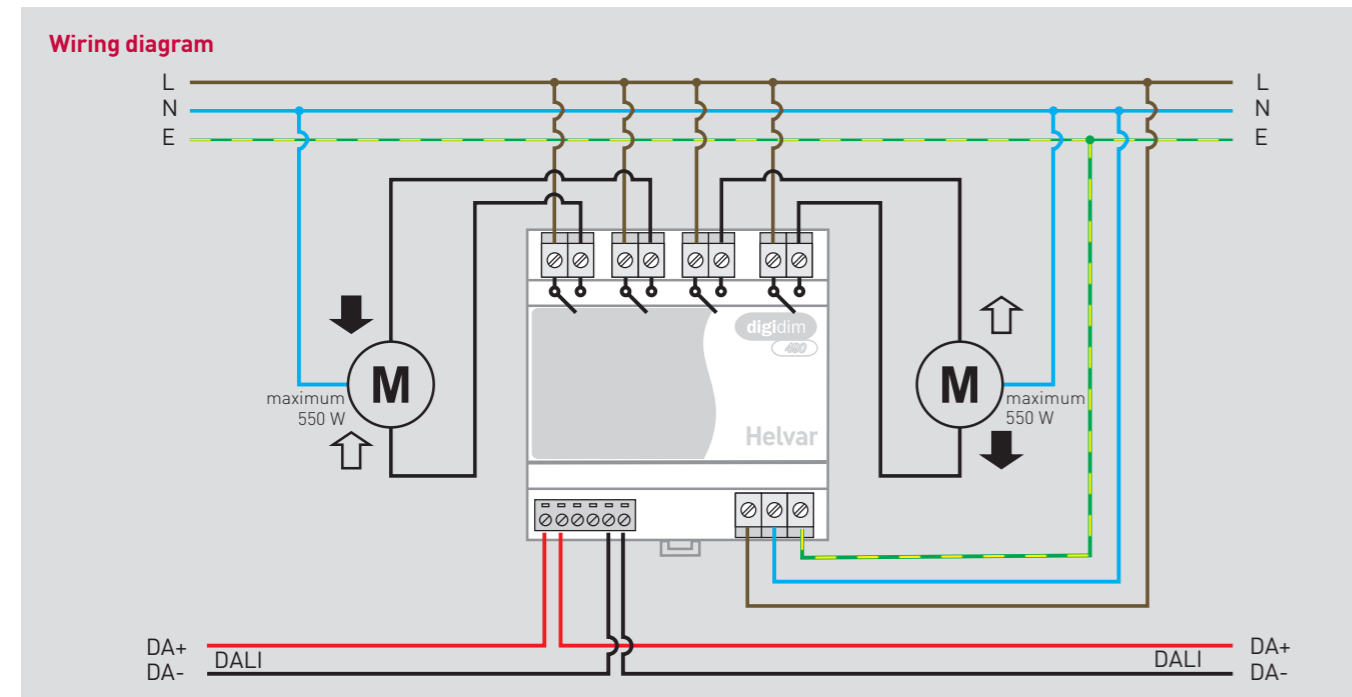 Wiring diagram
L
L
N
N
E
E
digidim
480
M
maximum
550 W
M
maximum
550 W
Helvar
DA+
DALI
DA-
DA+
DALI
DA-